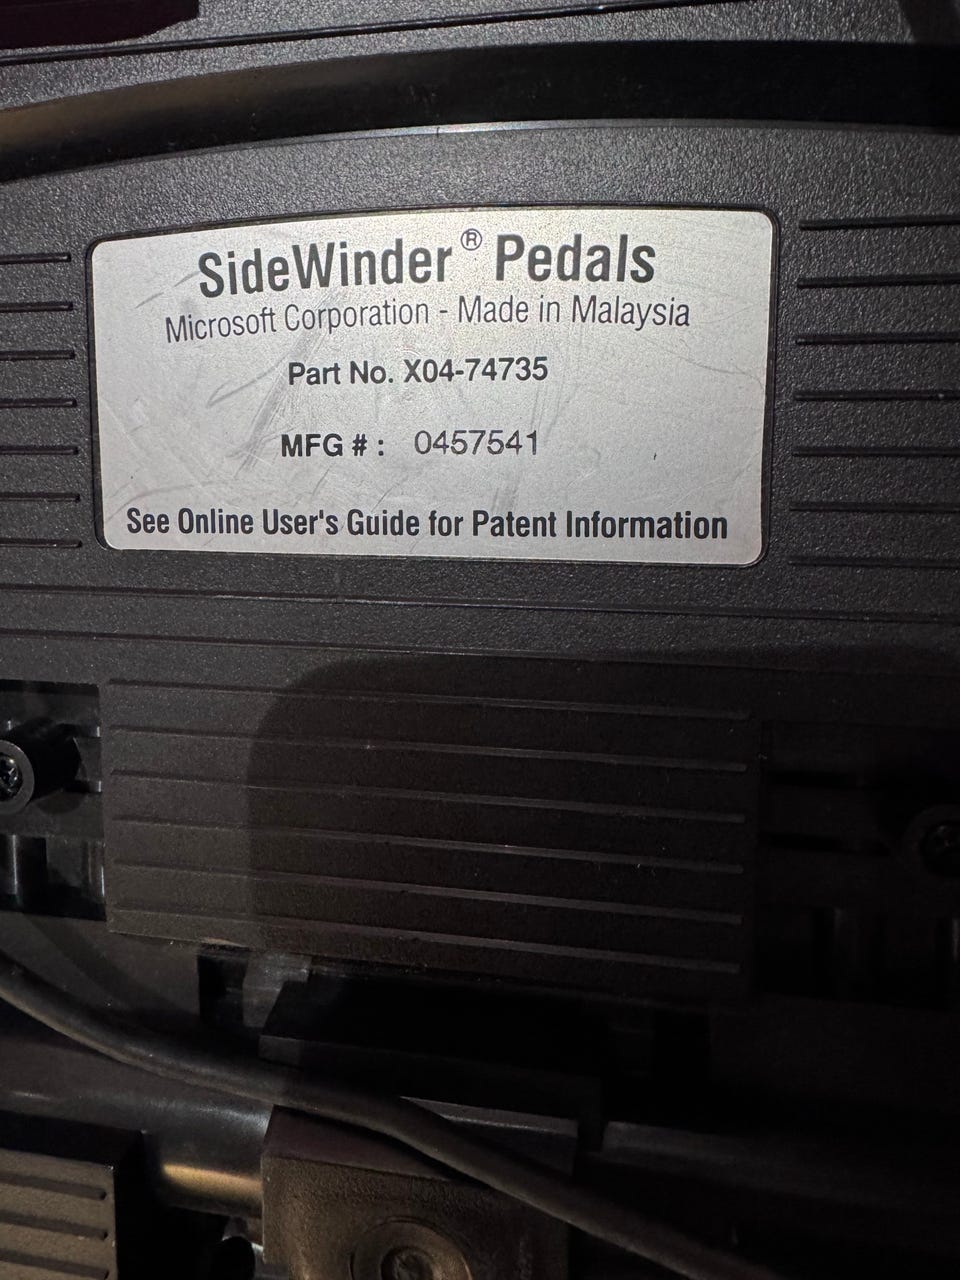 SideWinder® Pedals
Microsoft Corporation - Made in Malaysia
Part No. X04-74735
MFG # : 0457541
See Online User's Guide for Patent Information